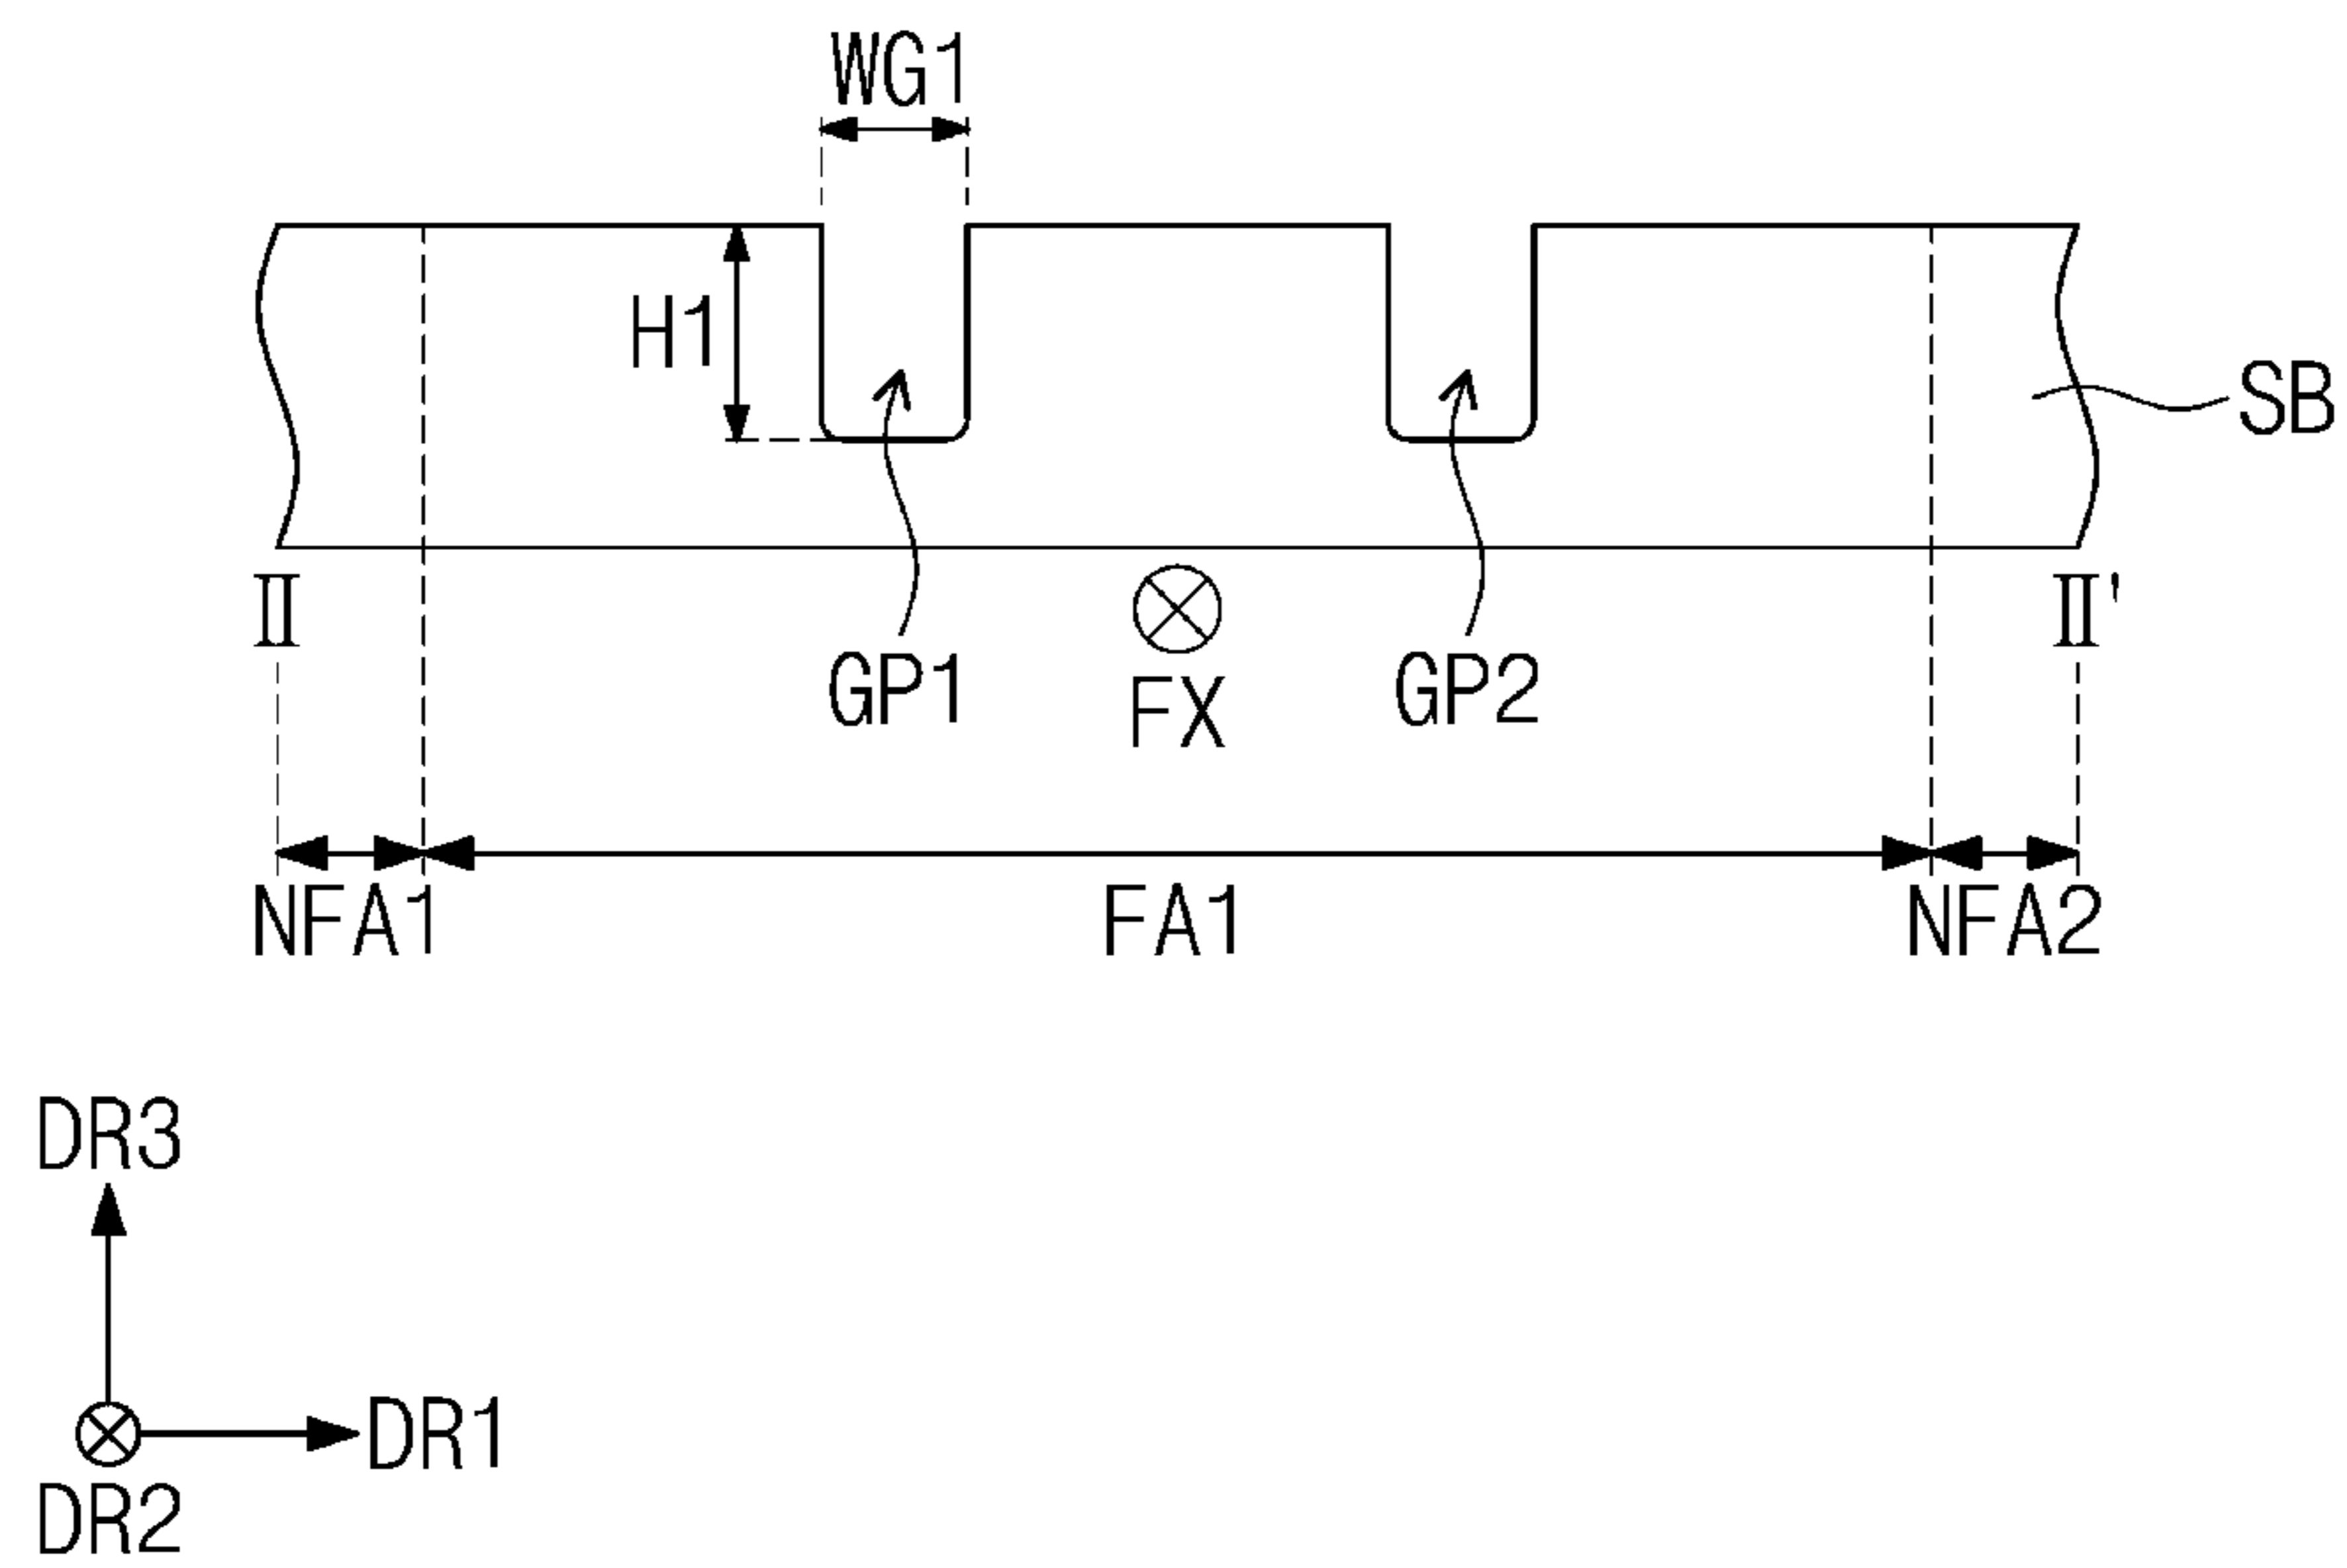 WG1
H1
SB
Ⅱ
Ⅱ'
GP1
FX
GP2
NFA1
FA1
NFA2
DR3
DR1
DR2